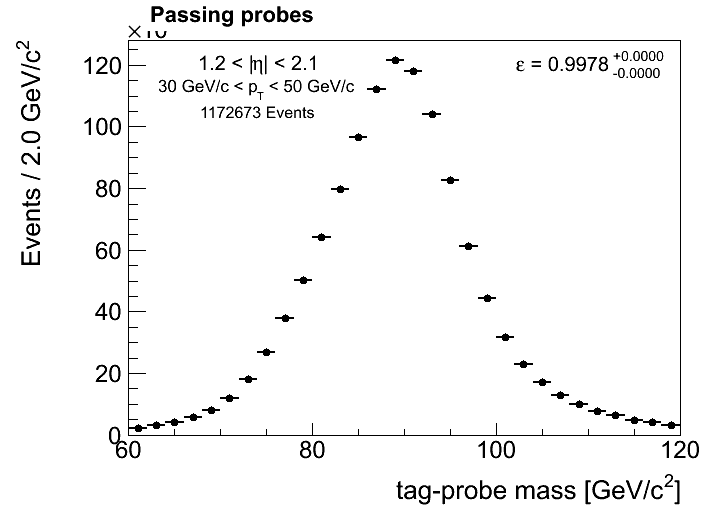 Passing probes
120
100
80
60
40
20
0
Events / 2.0 GeV/c²
1.2 < |η| < 2.1
30 GeV/c < p_T < 50 GeV/c
1172673 Events
ε = 0.9978 +0.0000 -0.0000
60 80 100 120
tag-probe mass [GeV/c²]